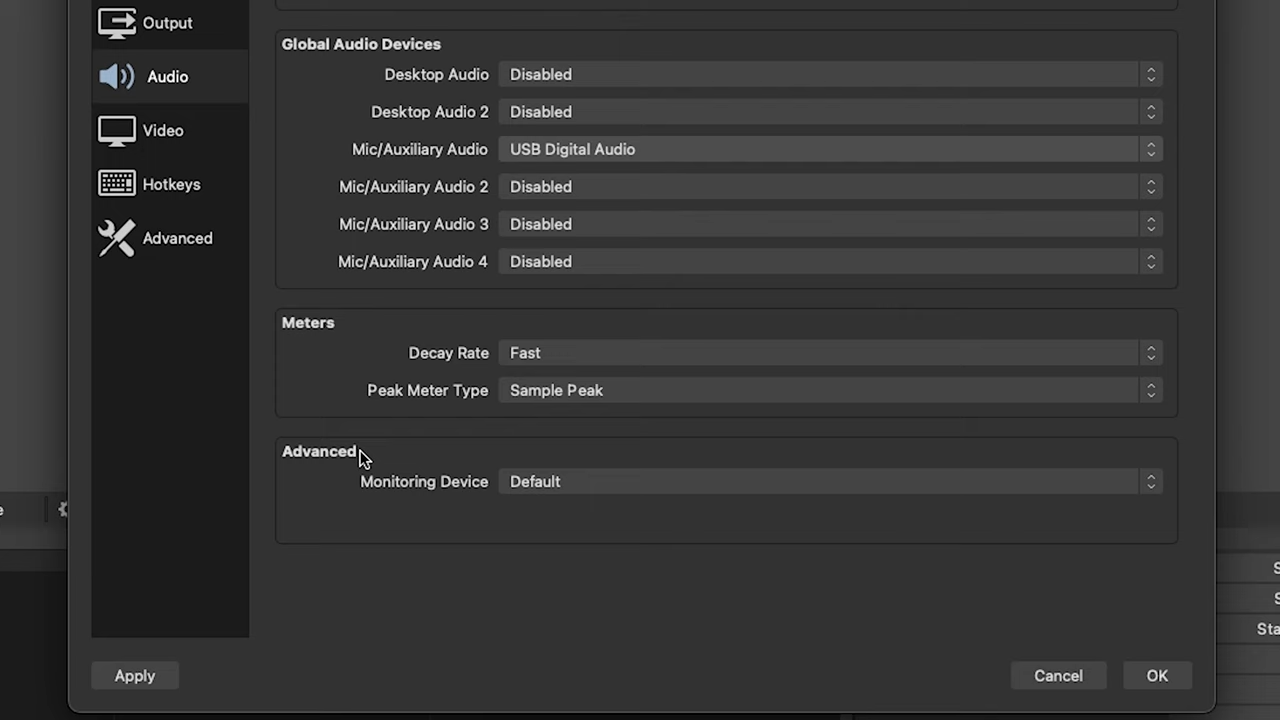 Output
Audio
Video
Hotkeys
Advanced
Global Audio Devices
Desktop Audio Disabled
Desktop Audio 2 Disabled
Mic/Auxiliary Audio USB Digital Audio
Mic/Auxiliary Audio 2 Disabled
Mic/Auxiliary Audio 3 Disabled
Mic/Auxiliary Audio 4 Disabled
Meters
Decay Rate Fast
Peak Meter Type Sample Peak
Advanced
Monitoring Device Default
Apply
Cancel
OK